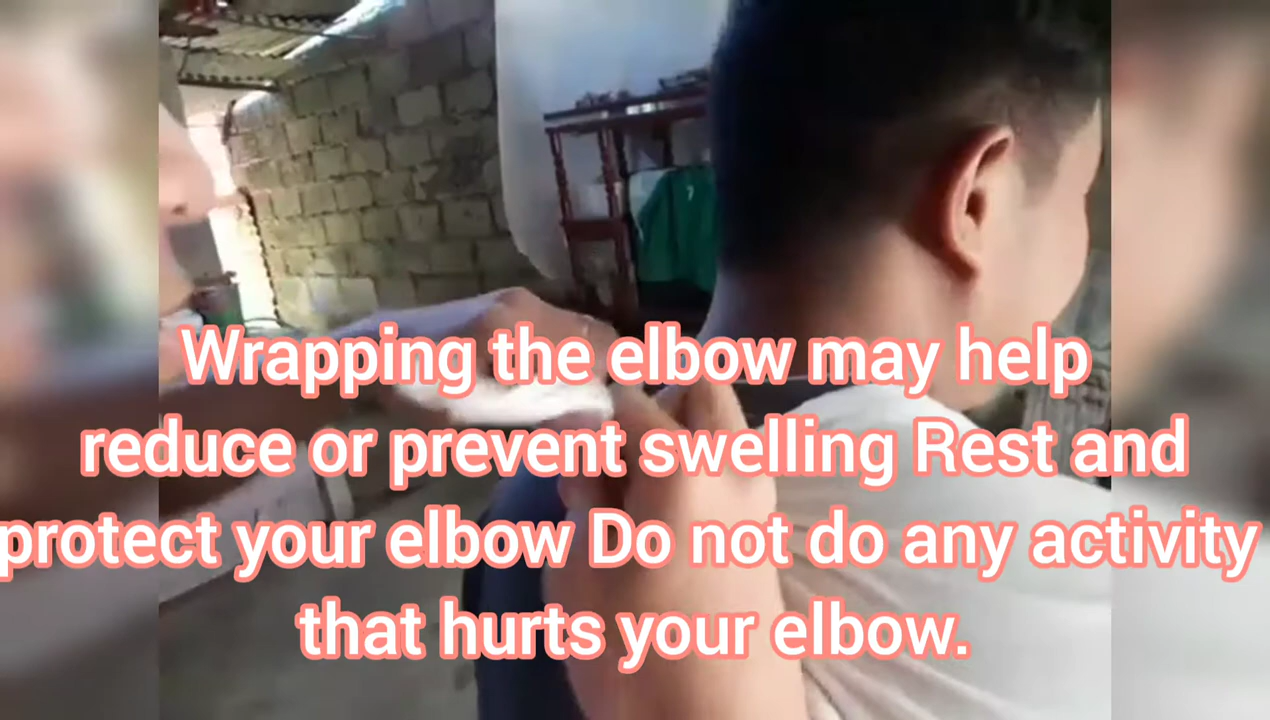 Wrapping the elbow may help
reduce or prevent swelling Rest and
protect your elbow Do not do any activity
that hurts your elbow.